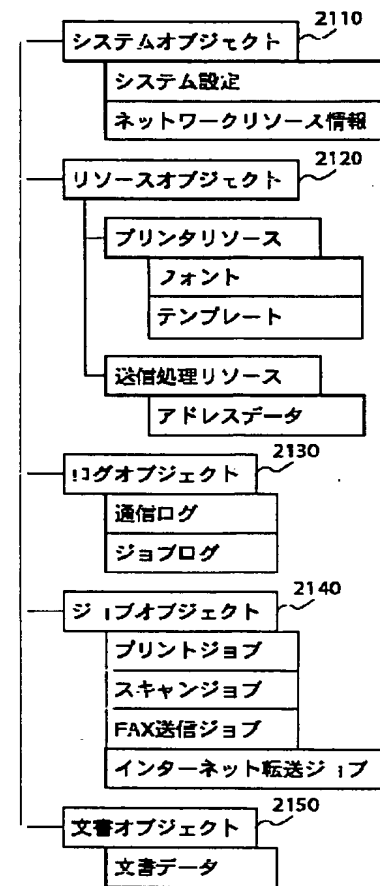 2110
システムオブジェクト
システム設定
ネットワークリソース情報
2120
リソースオブジェクト
プリンタリソース
フォント
テンプレート
送信処理リソース
アドレスデータ
2130
ログオブジェクト
通信ログ
ジョブログ
2140
ジョブオブジェクト
プリントジョブ
スキャンジョブ
FAX送信ジョブ
インターネット転送ジョブ
2150
文書オブジェクト
文書データ